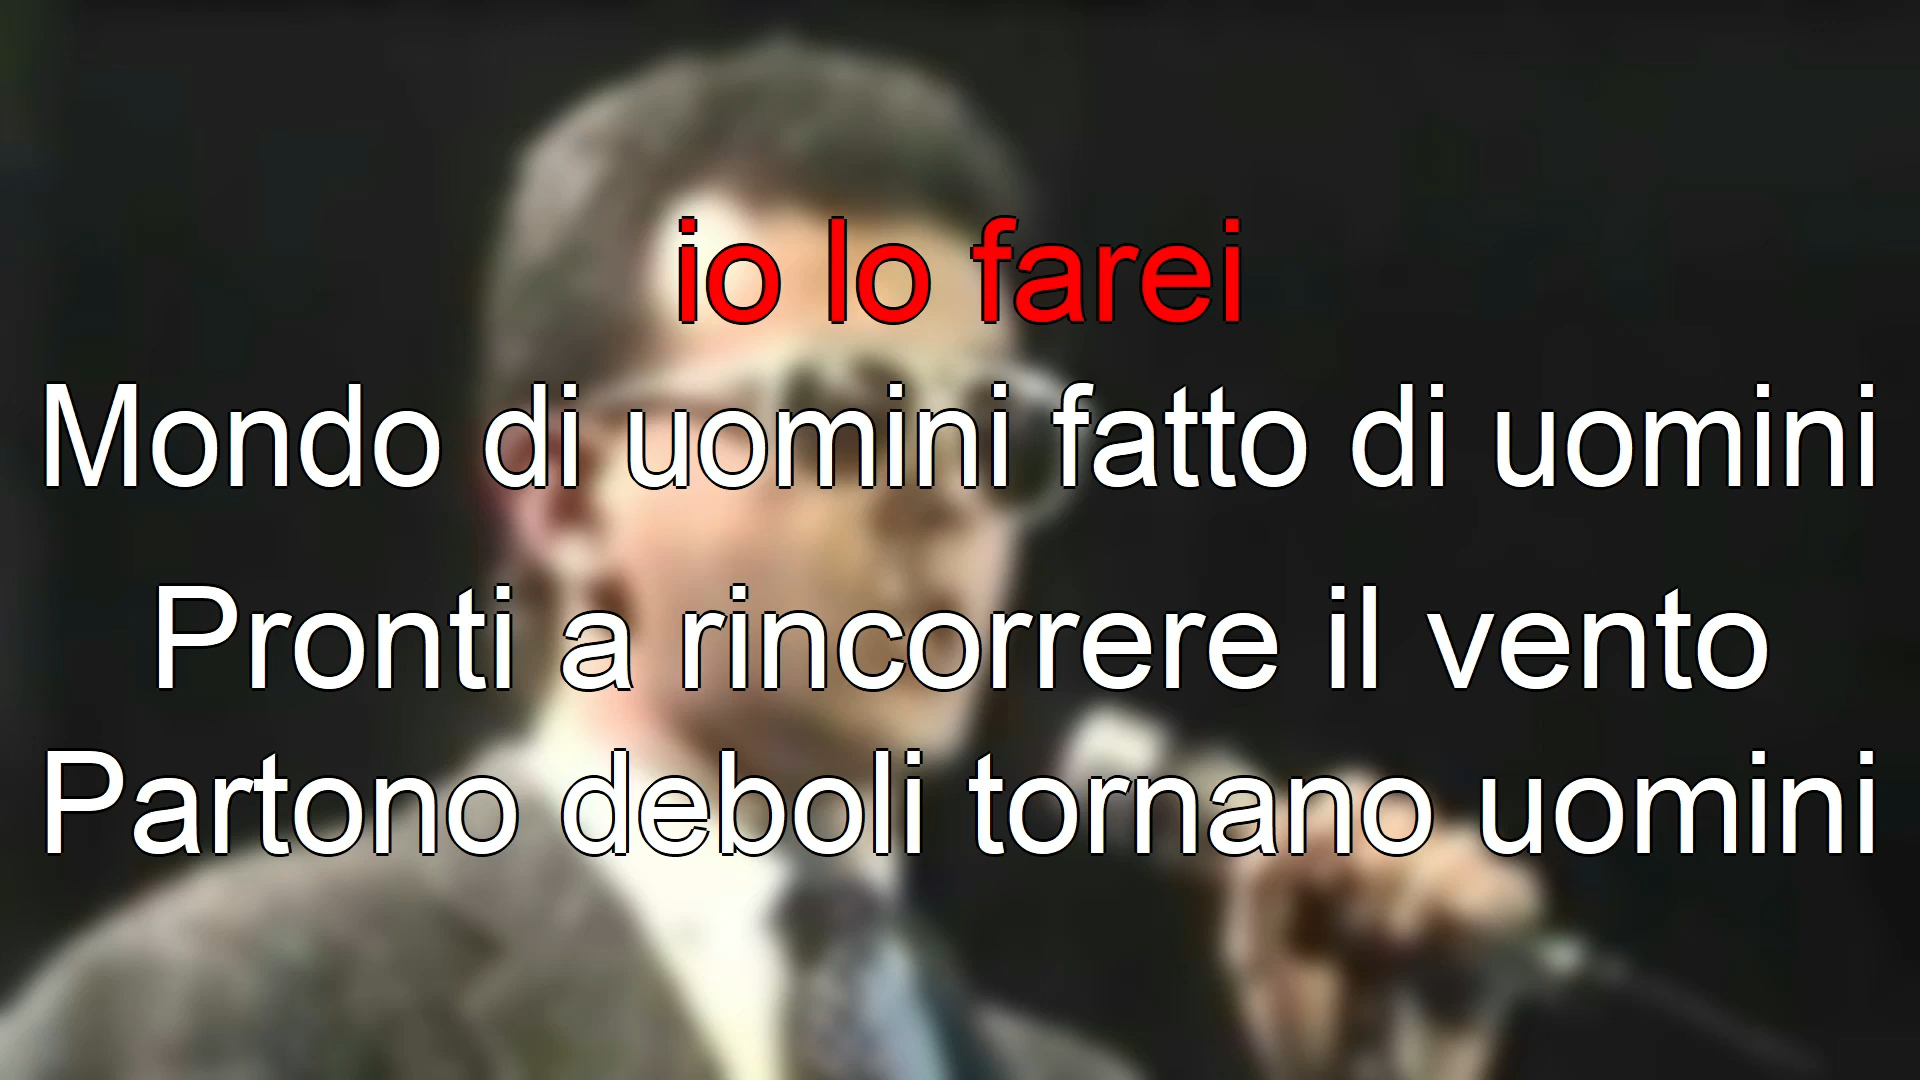 io lo farei
Mondo di uomini fatto di uomini
Pronti a rincorrere il vento
Partono deboli tornano uomini